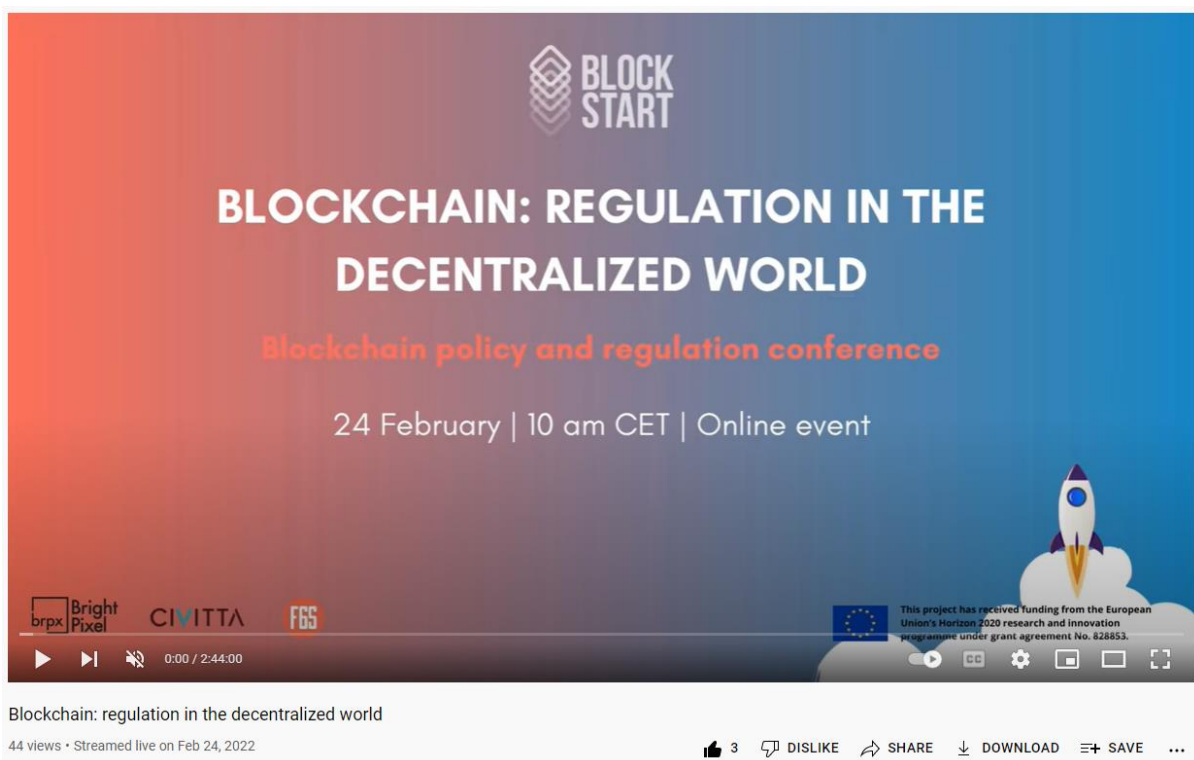 BLOCK
START
BLOCKCHAIN: REGULATION IN THE
DECENTRALIZED WORLD
Blockchain policy and regulation conference
24 February | 10 am CET | Online event
brpx Bright
Pixel
CIVITTA
F6S
This project has received funding from the European
Union's Horizon 2020 research and innovation
programme under grant agreement No. 828853.
0:00 / 2:44:00
CC
Blockchain: regulation in the decentralized world
44 views • Streamed live on Feb 24, 2022
3 DISLIKE SHARE DOWNLOAD SAVE ...